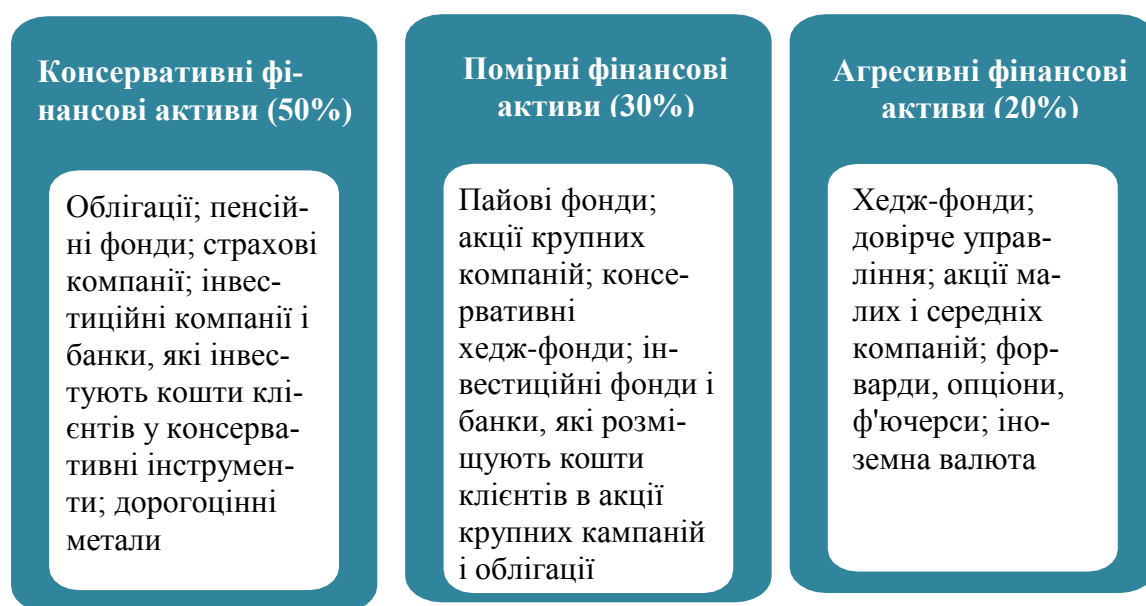 Консервативні фі-
нансові активи (50%)
Облігації; пенсій-
ні фонди; страхові
компанії; інвес-
тиційні компанії і
банки, які інвес-
тують кошти клі-
єнтів у консерва-
тивні інструмен-
ти; дорогоцінні
метали
Помірні фінансові
активи (30%)
Пайові фонди;
акції крупних
компаній; консе-
рвативні
хедж-фонди; ін-
вестиційні фонди і
банки, які розмі-
щують кошти
клієнтів в акції
крупних кампаній
і облігації
Агресивні фінансові
активи (20%)
Хедж-фонди;
довірче управ-
ління; акції ма-
лих і середніх
компаній; фор-
варди, опціони,
ф'ючерси; іно-
земна валюта